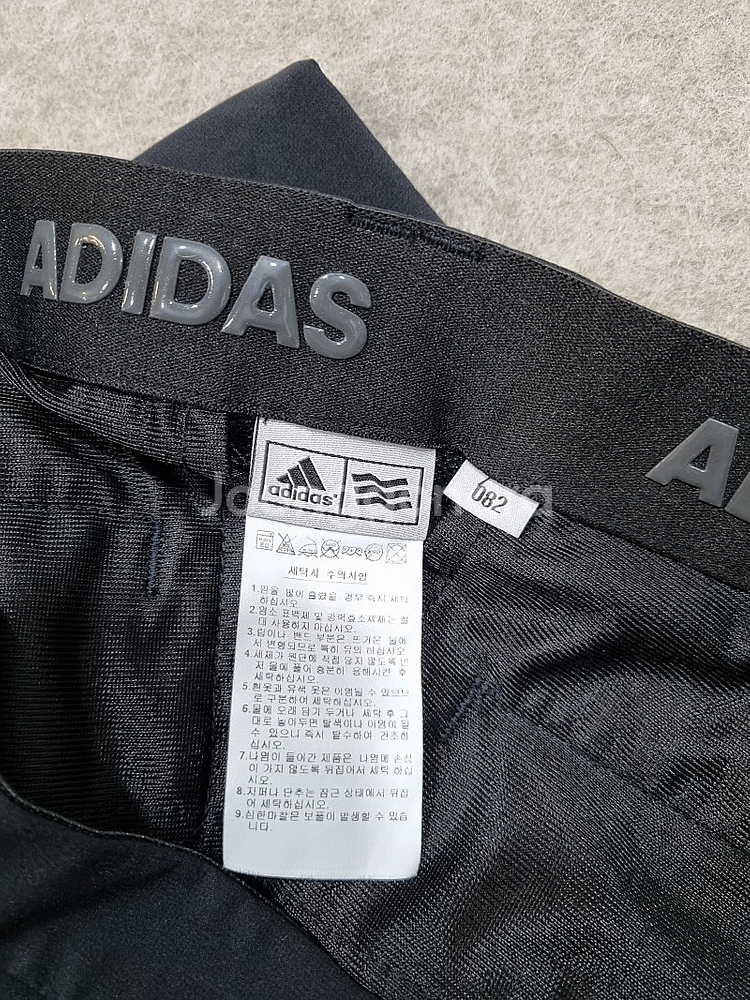 ADIDAS
A
adidas
082
세탁시 주의사항
1.땀을 많이 흘렸을 경우 즉시 세탁
하십시오.
2.염소 표백제 및 강력효소세제는 절
대 사용하지 마십시오.
3.합이나 밴드 부분은 뜨거운 물에
서 변형되므로 특히 유의 하십시오.
4.세제가 원단에 직접 닿지 않도록 먼
저 물에 풀어 충분히 용해시킨 후
세탁하십시오.
5.흰옷과 유색 옷은 이염될 수 있으므
로 구분하여 세탁하십시오.
6.물에 오래 담가 두거나 세탁 후 그
대로 놓아두면 탈색이나 이염이 될
수 있으니 즉시 탈수하여 건조하
십시오.
7.나염이 들어간 제품은 나염에 손상
이 가지 않도록 뒤집어서 세탁 하십
시오.
8.지퍼나 단추는 잠근 상태에서 뒤집
어 세탁하십시오.
9.심한마찰은 보풀이 발생할 수 있습
니다.